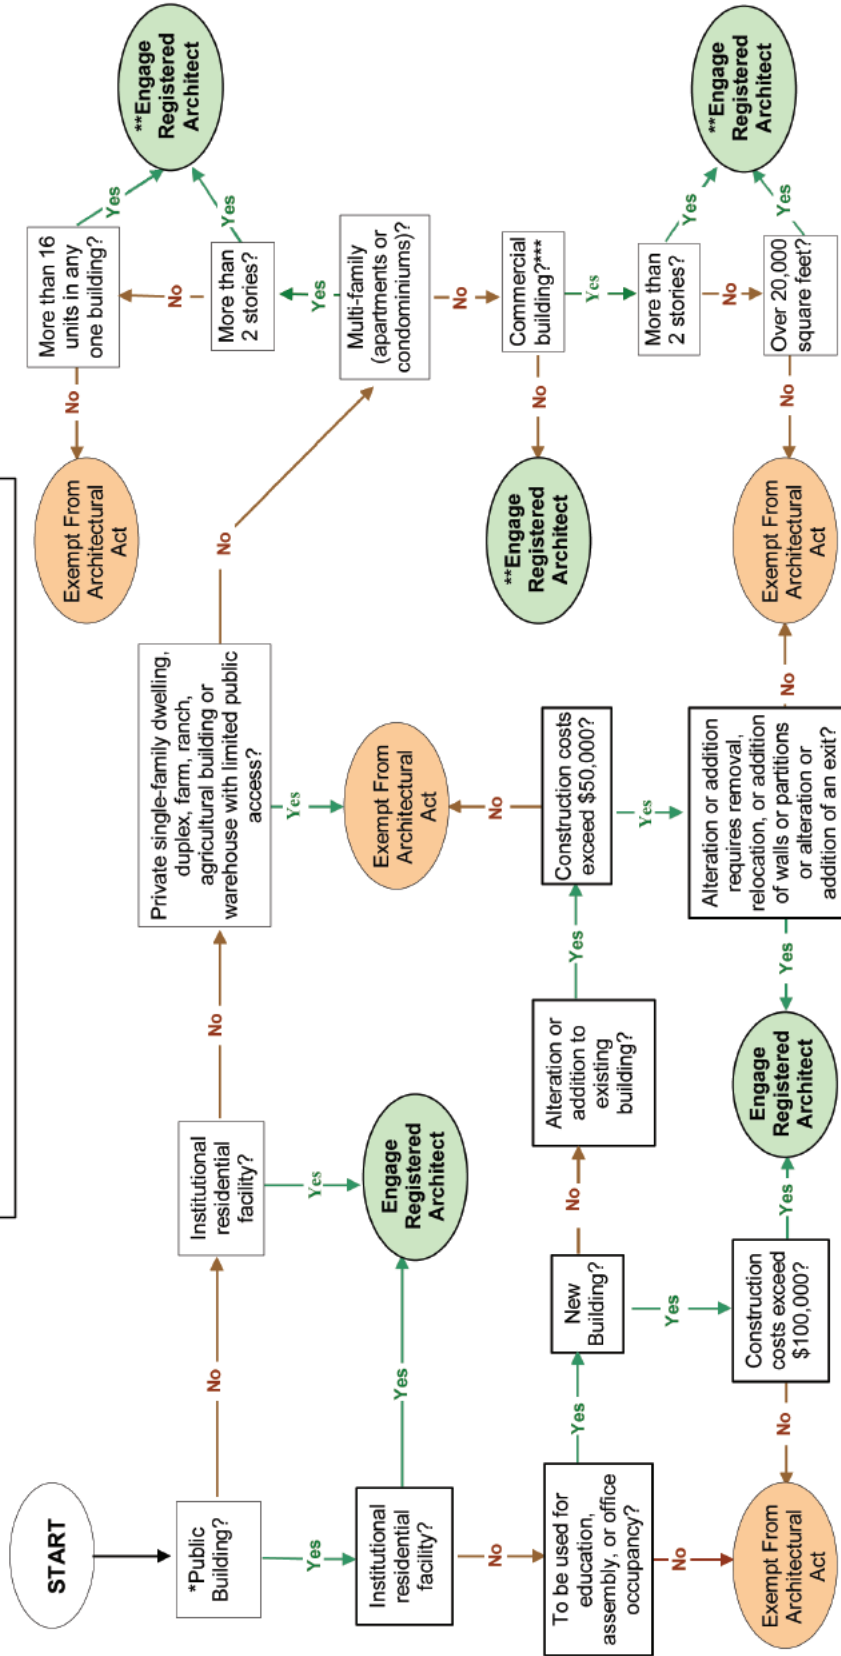 START
*Public
Building?
No
Yes
Institutional
residential
facility?
No
Yes
Private single-family dwelling,
duplex, farm, ranch,
agricultural building or
warehouse with limited public
access?
No
Yes
Exempt From
Architectural
Act
Multi-family
(apartments or
condominiums)?
Yes
No
More than
2 stories?
No
Yes
More than 16
units in any
one building?
No
Yes
Exempt From
Architectural
Act
**Engage
Registered
Architect
Commercial
building?***
No
Yes
**Engage
Registered
Architect
More than
2 stories?
Yes
No
Over 20,000
square feet?
Yes
No
**Engage
Registered
Architect
Exempt From
Architectural
Act
Institutional
residential
facility?
Yes
No
Engage
Registered
Architect
To be used for
education,
assembly, or office
occupancy?
Yes
No
Exempt From
Architectural
Act
New
Building?
No
Yes
Construction
costs exceed
$100,000?
No
Yes
Engage
Registered
Architect
Alteration or
addition to
existing
building?
Yes
Construction costs
exceed $50,000?
No
Yes
Alteration or addition
requires removal,
relocation, or addition
of walls or partitions
or alteration or
addition of an exit?
Yes
No